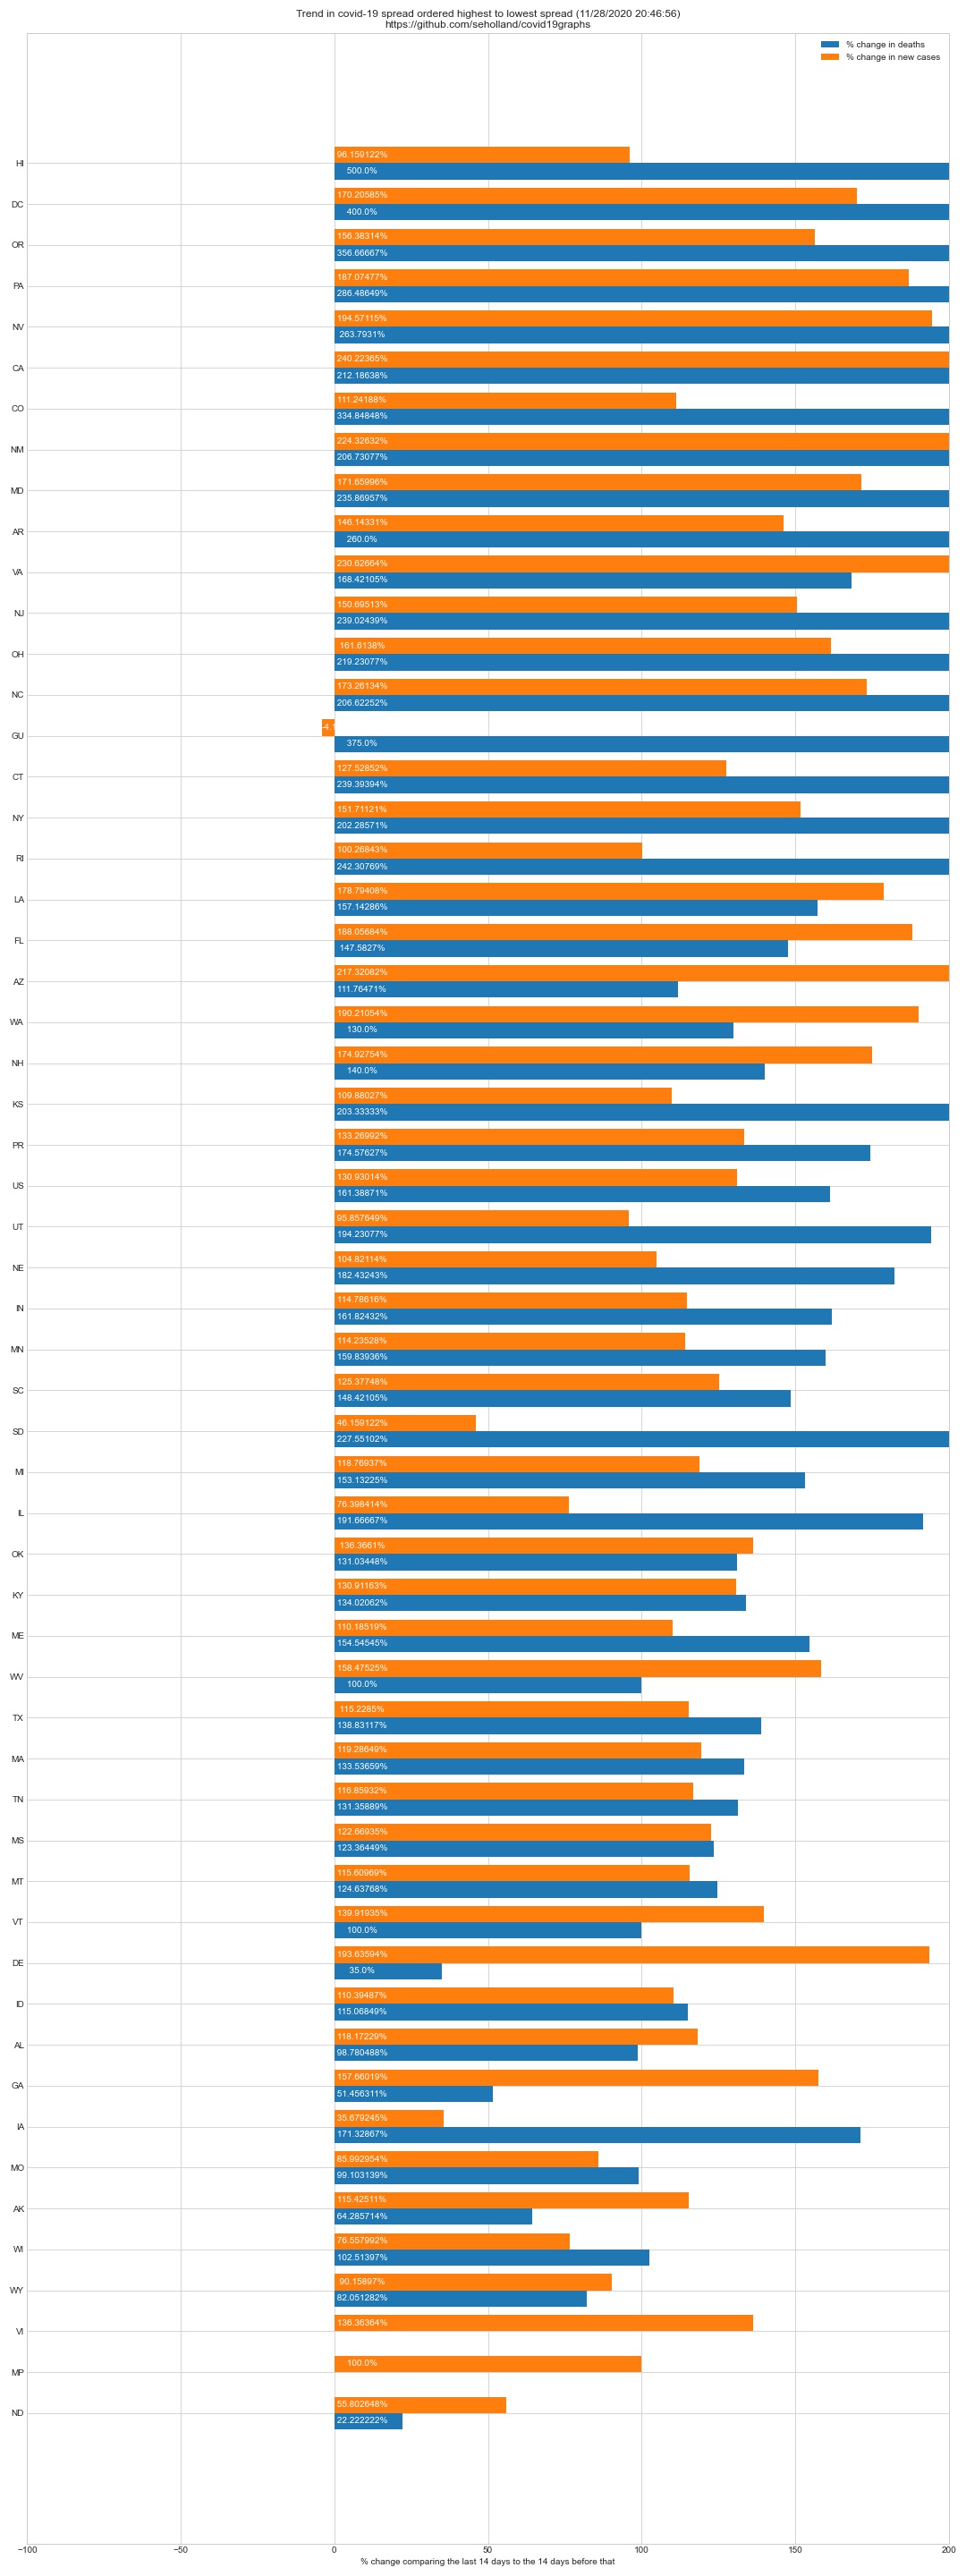 Trend in covid-19 spread ordered highest to lowest spread (11/28/2020 20:46:56)
https://github.com/seholland/covid19graphs
% change in deaths
% change in new cases
96.159122%
HI
500.0%
170.20585%
DC
400.0%
156.38314%
OR
356.66667%
187.07477%
PA
286.48649%
194.57115%
NV
263.7931%
240.22365%
CA
212.18638%
111.24188%
CO
334.84848%
224.32632%
NM
206.73077%
171.65996%
MD
235.86957%
146.14331%
AR
260.0%
230.62664%
VA
168.42105%
150.69513%
NJ
239.02439%
161.6138%
OH
219.23077%
173.26134%
NC
206.62252%
GU
375.0%
127.52852%
CT
239.39394%
151.71121%
NY
202.28571%
100.26843%
RI
242.30769%
178.79408%
LA
157.14286%
188.05684%
FL
147.5827%
217.32082%
AZ
111.76471%
190.21054%
WA
130.0%
174.92754%
NH
140.0%
109.88027%
KS
203.33333%
133.26992%
PR
174.57627%
130.93014%
US
161.38871%
95.857649%
UT
194.23077%
104.82114%
NE
182.43243%
114.78616%
IN
161.82432%
114.23528%
MN
159.83936%
125.37748%
SC
148.42105%
46.159122%
SD
227.55102%
118.76937%
MI
153.13225%
76.398414%
IL
191.66667%
136.3661%
OK
131.03448%
130.91163%
KY
134.02062%
110.18519%
ME
154.54545%
158.47525%
WV
100.0%
115.2285%
TX
138.83117%
119.28649%
MA
133.53659%
116.85932%
TN
131.35889%
122.66935%
MS
123.36449%
115.60969%
MT
124.63768%
139.91935%
VT
100.0%
193.63594%
DE
35.0%
110.39487%
ID
115.06849%
118.17229%
AL
98.780488%
157.66019%
GA
51.456311%
35.679245%
IA
171.32867%
85.992954%
MO
99.103139%
115.42511%
AK
64.285714%
76.557992%
WI
102.51397%
90.15897%
WY
82.051282%
136.36364%
VI
100.0%
MP
55.802648%
ND
22.222222%
−100 −50 0 50 100 150 200
% change comparing the last 14 days to the 14 days before that